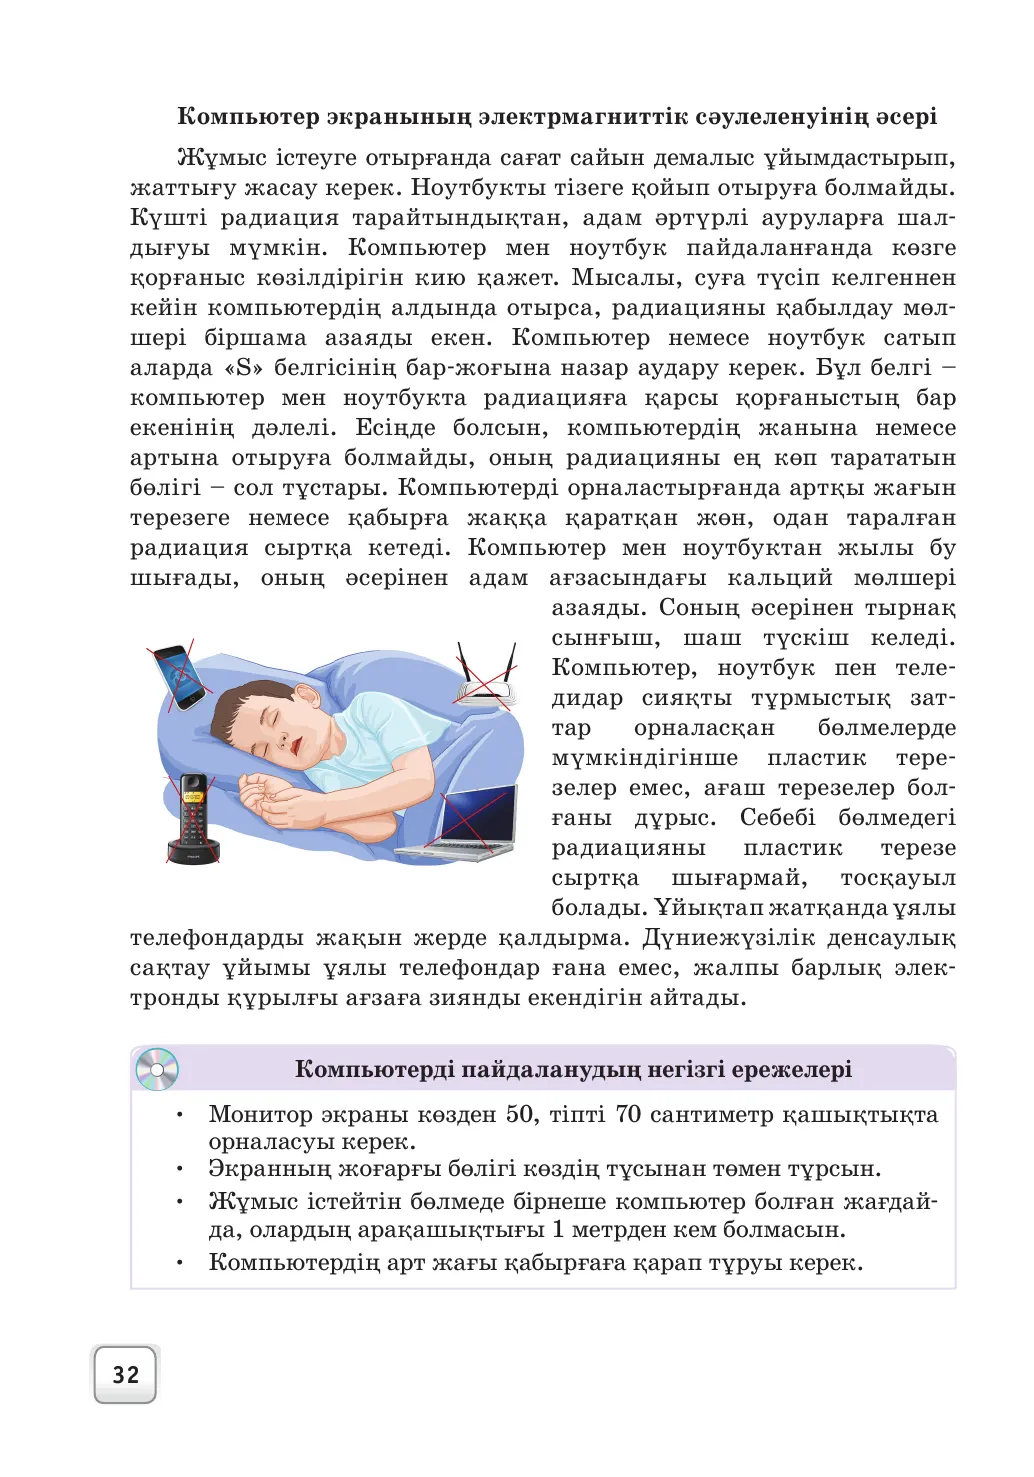 Компьютер экранының электрмагниттік сәулеленуінің әсері
Жұмыс істеуге отырғанда сағат сайын демалыс ұйымдастырып,
жаттығу жасау керек. Ноутбукты тізеге қойып отыруға болмайды.
Күшті радиация тарайтындықтан, адам әртүрлі ауруларға шал-
дығуы мүмкін. Компьютер мен ноутбук пайдаланғанда көзге
қорғаныс көзілдірігін кию қажет. Мысалы, суға түсіп келгеннен
кейін компьютердің алдында отырса, радиацияны қабылдау мөл-
шері біршама азаяды екен. Компьютер немесе ноутбук сатып
аларда «S» белгісінің бар-жоғына назар аудару керек. Бұл белгі –
компьютер мен ноутбукта радиацияға қарсы қорғаныстың бар
екенінің дәлелі. Есіңде болсын, компьютердің жанына немесе
артына отыруға болмайды, оның радиацияны ең көп тарататын
бөлігі – сол тұстары. Компьютерді орналастырғанда артқы жағын
терезеге немесе қабырға жаққа қаратқан жөн, одан таралған
радиация сыртқа кетеді. Компьютер мен ноутбуктан жылы бу
шығады, оның әсерінен адам ағзасындағы кальций мөлшері
азаяды. Соның әсерінен тырнақ
сынғыш, шаш түскіш келеді.
Компьютер, ноутбук пен теле-
дидар сияқты тұрмыстық зат-
тар орналасқан бөлмелерде
мүмкіндігінше пластик тере-
зелер емес, ағаш терезелер бол-
ғаны дұрыс. Себебі бөлмедегі
радиацияны пластик терезе
сыртқа шығармай, тосқауыл
болады. Ұйықтап жатқанда ұялы
телефондарды жақын жерде қалдырма. Дүниежүзілік денсаулық
сақтау ұйымы ұялы телефондар ғана емес, жалпы барлық элек-
тронды құрылғы ағзаға зиянды екендігін айтады.
Компьютерді пайдаланудың негізгі ережелері
• Монитор экраны көзден 50, тіпті 70 сантиметр қашықтықта
орналасуы керек.
• Экранның жоғарғы бөлігі көздің тұсынан төмен тұрсын.
• Жұмыс істейтін бөлмеде бірнеше компьютер болған жағдай-
да, олардың арақашықтығы 1 метрден кем болмасын.
• Компьютердің арт жағы қабырғаға қарап тұруы керек.
32